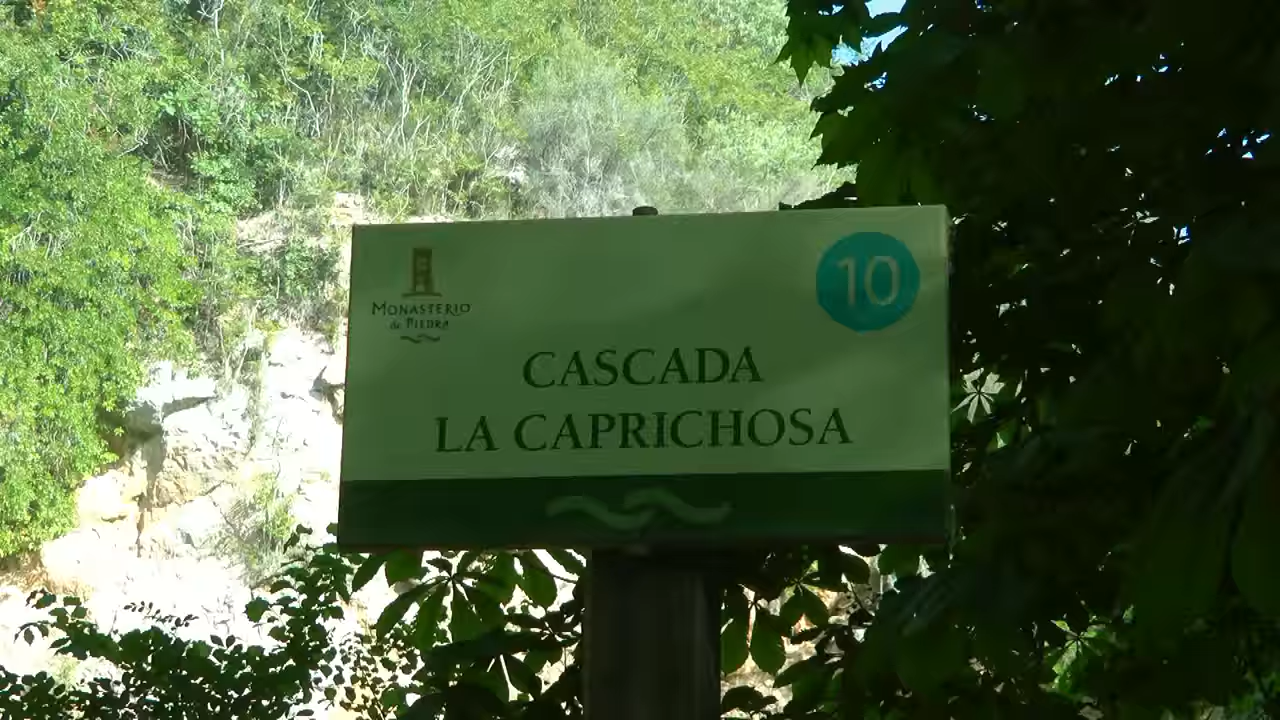 MONASTERIO
de PIEDRA
10
CASCADA
LA CAPRICHOSA